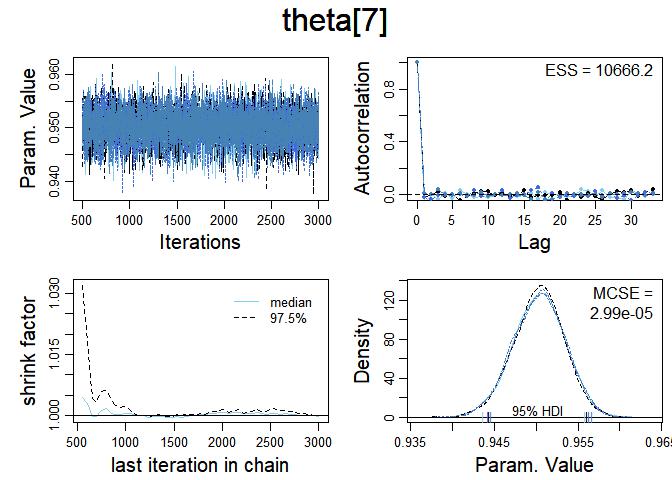 theta[7]
Param. Value
0.960
0.950
0.940
500
1000
1500
2000
2500
3000
Iterations
Autocorrelation
0.8
0.4
0.0
ESS = 10666.2
0
5
10
15
20
25
30
Lag
shrink factor
1.030
1.015
1.000
median
97.5%
500
1000
1500
2000
2500
3000
last iteration in chain
Density
120
80
40
0
MCSE =
2.99e-05
95% HDI
0.935
0.945
0.955
0.965
Param. Value